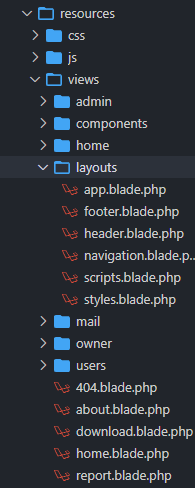 resources
css
js
views
admin
components
home
layouts
app.blade.php
footer.blade.php
header.blade.php
navigation.blade.p..
scripts.blade.php
styles.blade.php
mail
owner
users
404.blade.php
about.blade.php
download.blade.php
home.blade.php
report.blade.php